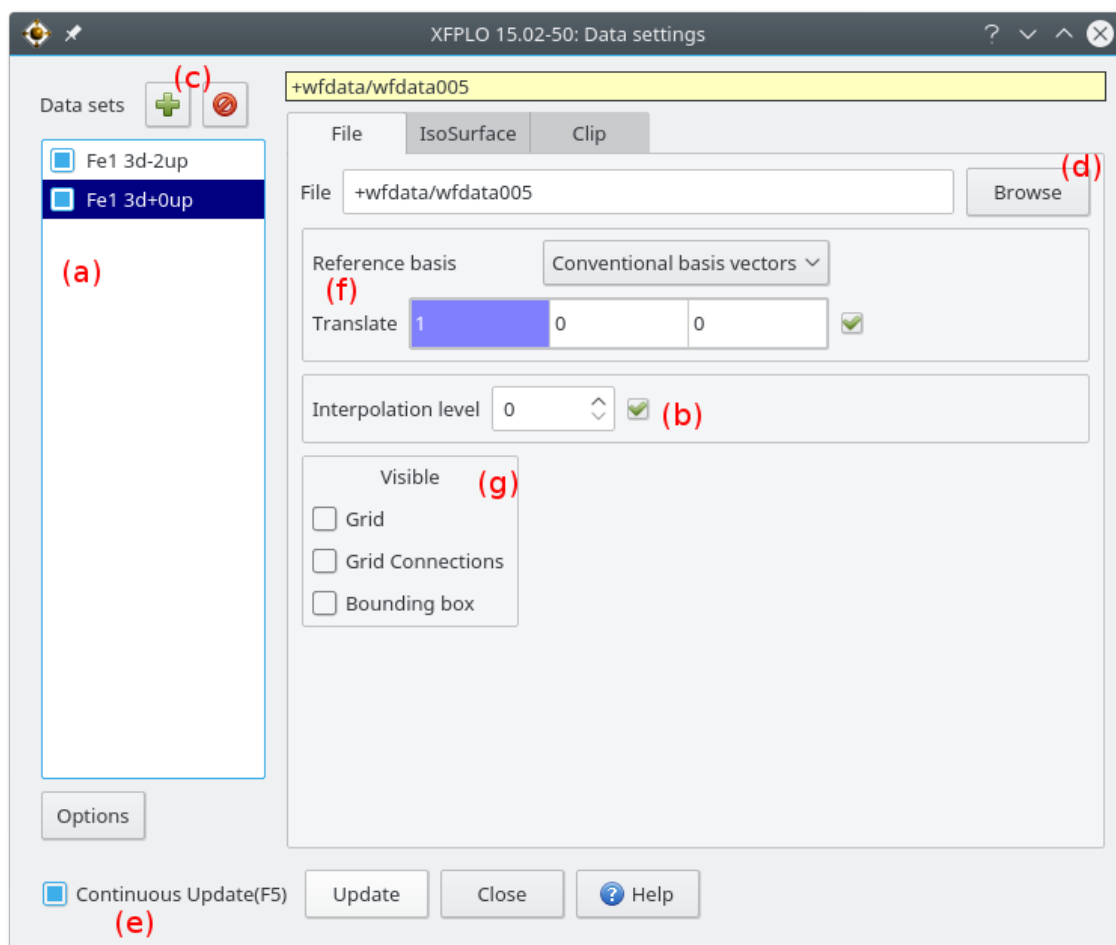 XFPLO 15.02-50: Data settings
(c)
Data sets
+wfdata/wfdata005
File IsoSurface Clip
Fe1 3d-2up
Fe1 3d+0up
(a)
(d)
File +wfdata/wfdata005 Browse
Reference basis Conventional basis vectors
(f)
Translate 1 0 0
Interpolation level 0
(b)
Visible
(g)
Grid
Grid Connections
Bounding box
Options
Continuous Update(F5) Update Close Help
(e)